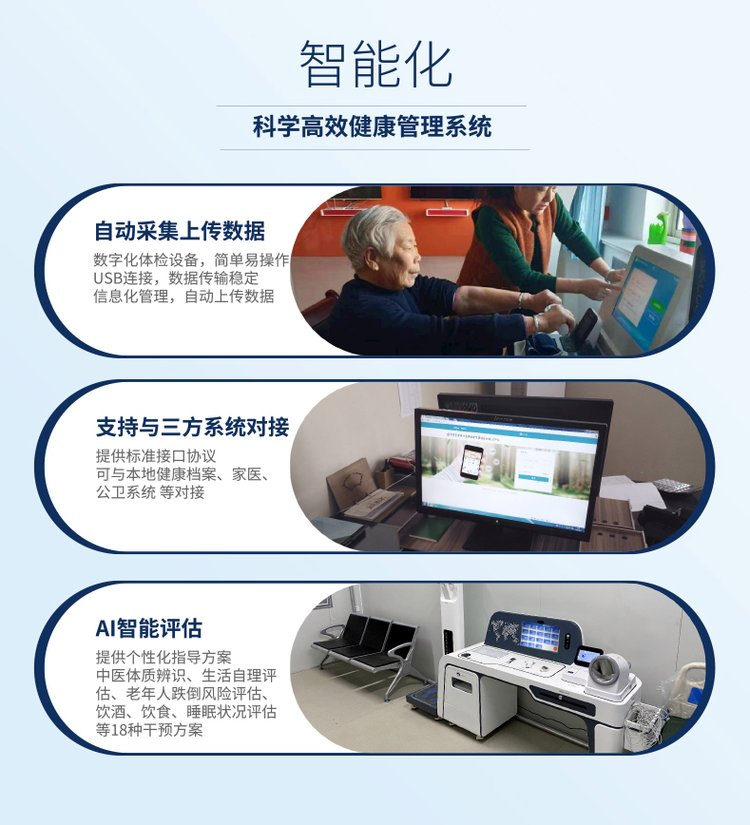 智能化
科学高效健康管理系统
自动采集上传数据
数字化体检设备，简单易操作
USB连接，数据传输稳定
信息化管理，自动上传数据
支持与三方系统对接
提供标准接口协议
可与本地健康档案、家医、
公卫系统 等对接
AI智能评估
提供个性化指导方案
中医体质辨识、生活自理评
估、老年人跌倒风险评估、
饮酒、饮食、睡眠状况评估
等18种干预方案